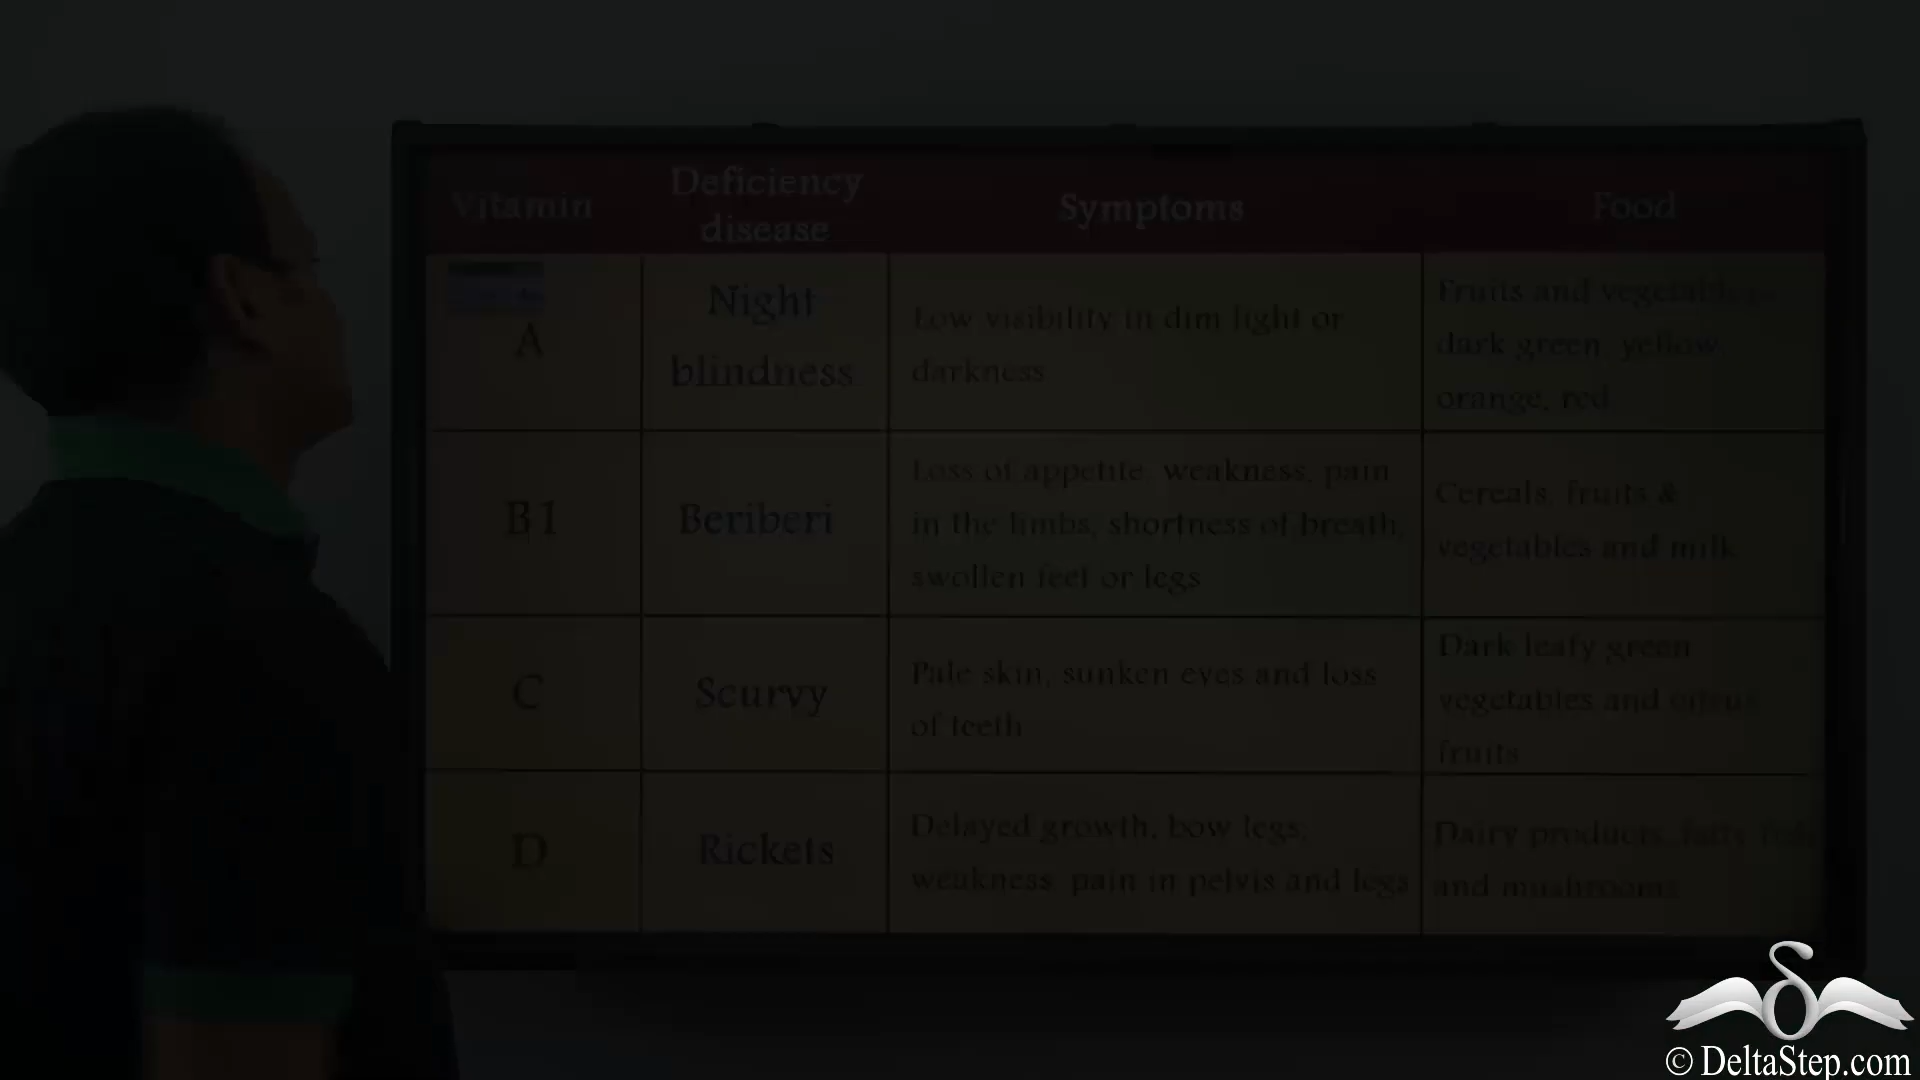 Vitamin
Deficiency
disease
Symptoms
Food
A
Night
blindness
Low visibility in dim light or
darkness
Fruits and vegetables
dark green, yellow,
orange, red
B1
Beriberi
Loss of appetite, weakness, pain
in the limbs, shortness of breath,
swollen feet or legs
Cereals, fruits &
vegetables and milk
C
Scurvy
Pale skin, sunken eyes and loss
of teeth
Dark leafy green
vegetables and citrus
fruits
D
Rickets
Delayed growth, bow legs,
weakness, pain in pelvis and legs
Dairy products, fatty fish
and mushrooms
© DeltaStep.com